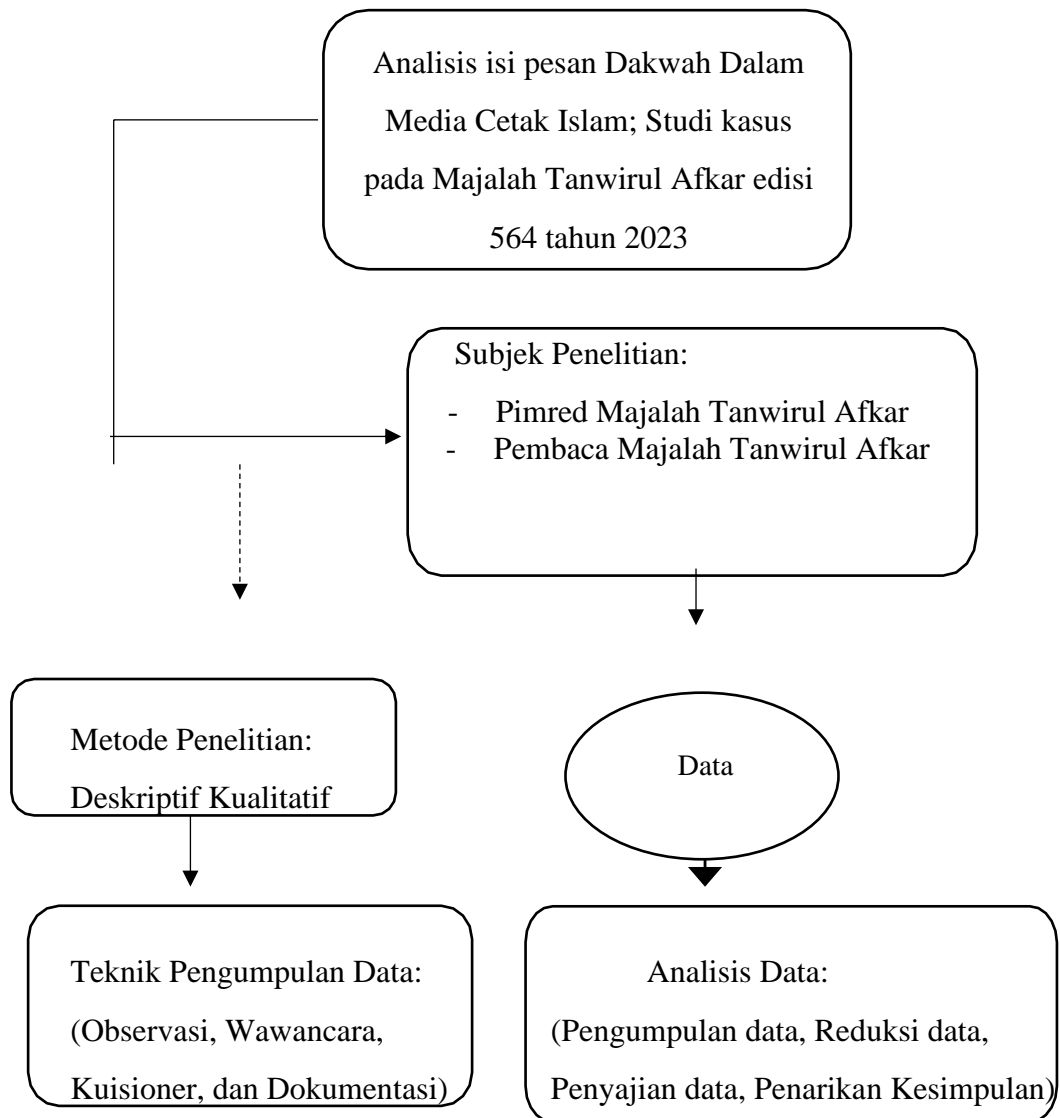 Analisis isi pesan Dakwah Dalam
Media Cetak Islam; Studi kasus
pada Majalah Tanwirul Afkar edisi
564 tahun 2023
Subjek Penelitian:
- Pimred Majalah Tanwirul Afkar
- Pembaca Majalah Tanwirul Afkar
Metode Penelitian:
Deskriptif Kualitatif
Data
Teknik Pengumpulan Data:
(Observasi, Wawancara,
Kuisioner, dan Dokumentasi)
Analisis Data:
(Pengumpulan data, Reduksi data,
Penyajian data, Penarikan Kesimpulan)